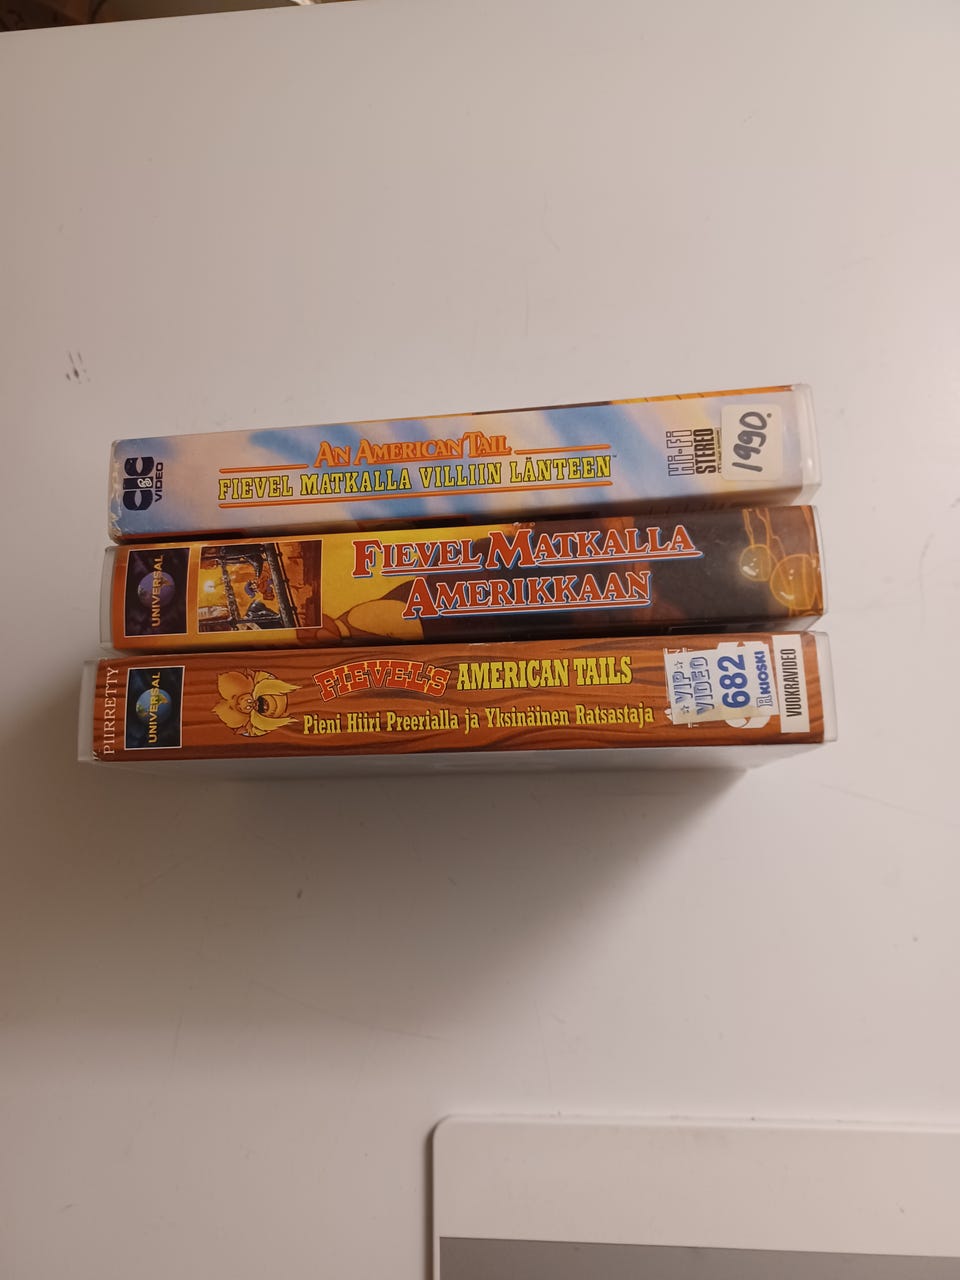 CIC
VIDEO
AN AMERICAN TAIL
FIEVEL MATKALLA VILLIIN LÄNTEEN™
Hi-Fi
STEREO
1990.
UNIVERSAL
FIEVEL MATKALLA
AMERIKKAAN
PIIRRETTY
UNIVERSAL
FIEVEL'S AMERICAN TAILS
Pieni Hiiri Preerialla ja Yksinäinen Ratsastaja
VIP
VIDEO
682
R KIOSKI
VUOKRAVIDEO